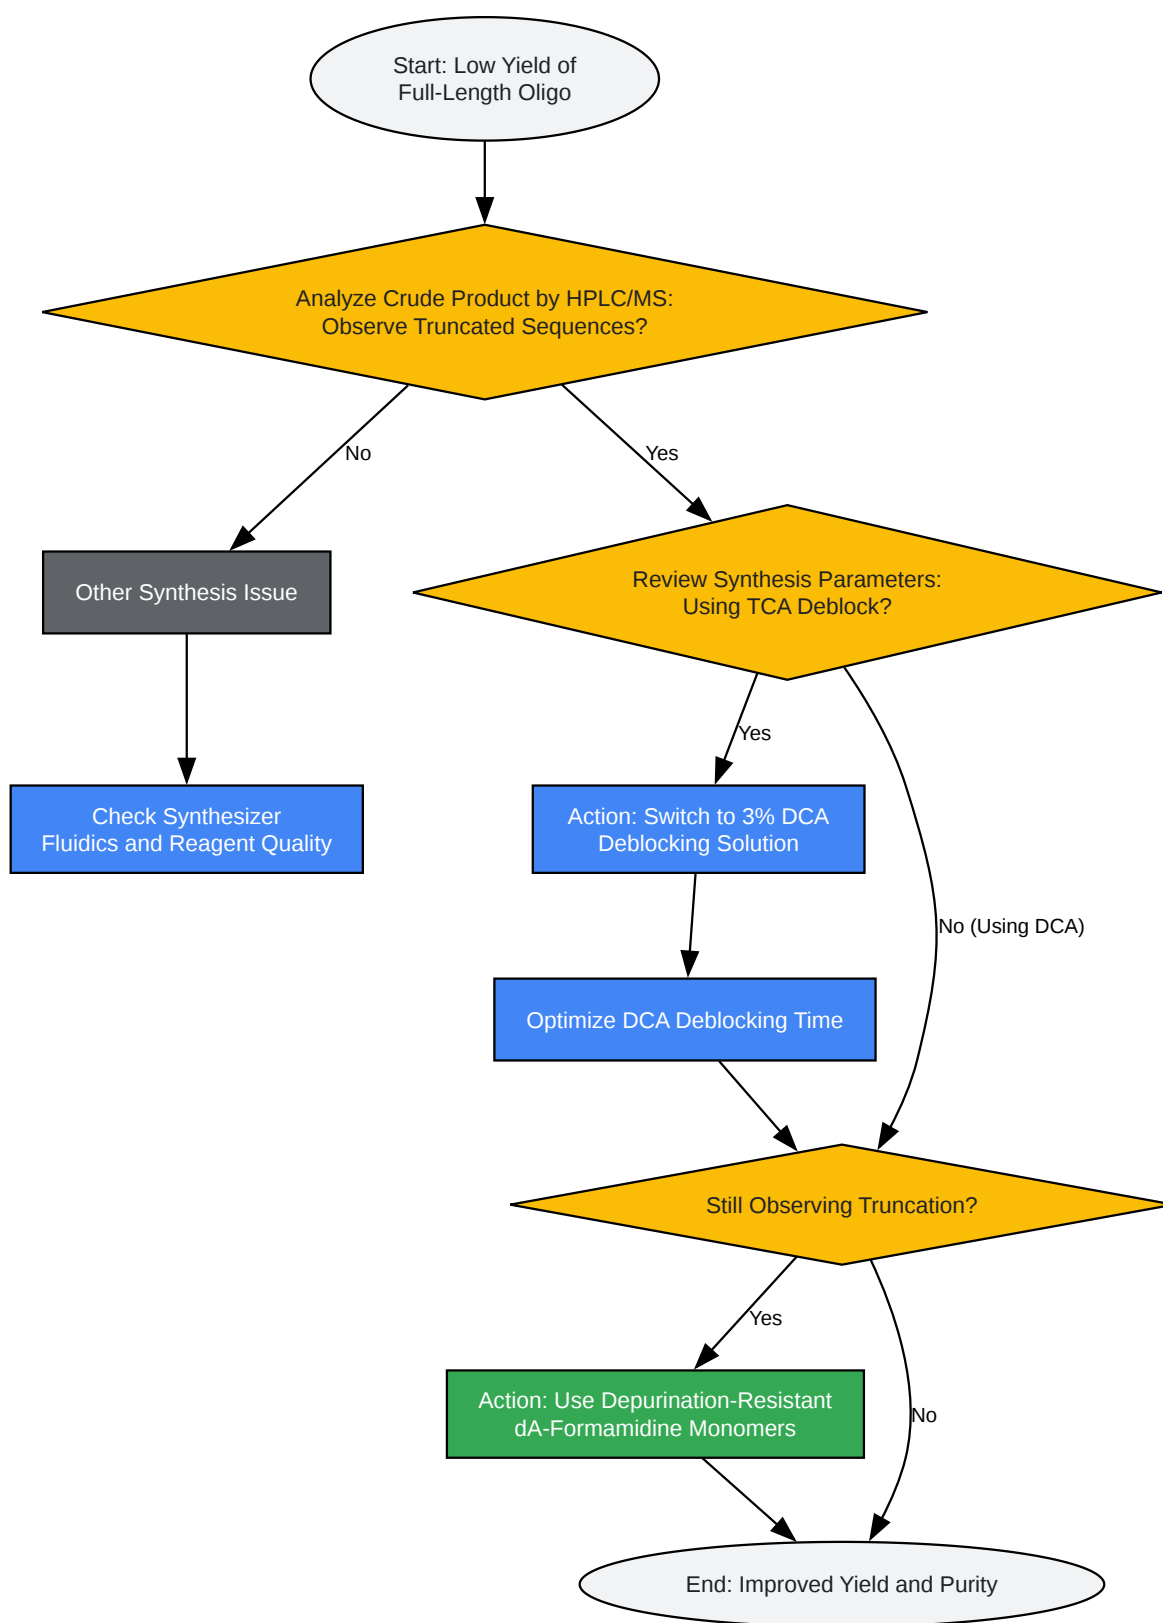 Start: Low Yield of
Full-Length Oligo
Analyze Crude Product by HPLC/MS:
Observe Truncated Sequences?
No
Yes
Other Synthesis Issue
Review Synthesis Parameters:
Using TCA Deblock?
Yes
Check Synthesizer
Fluidics and Reagent Quality
Action: Switch to 3% DCA
Deblocking Solution
No (Using DCA)
Optimize DCA Deblocking Time
Still Observing Truncation?
Yes
Action: Use Depurination-Resistant
dA-Formamidine Monomers
No
End: Improved Yield and Purity